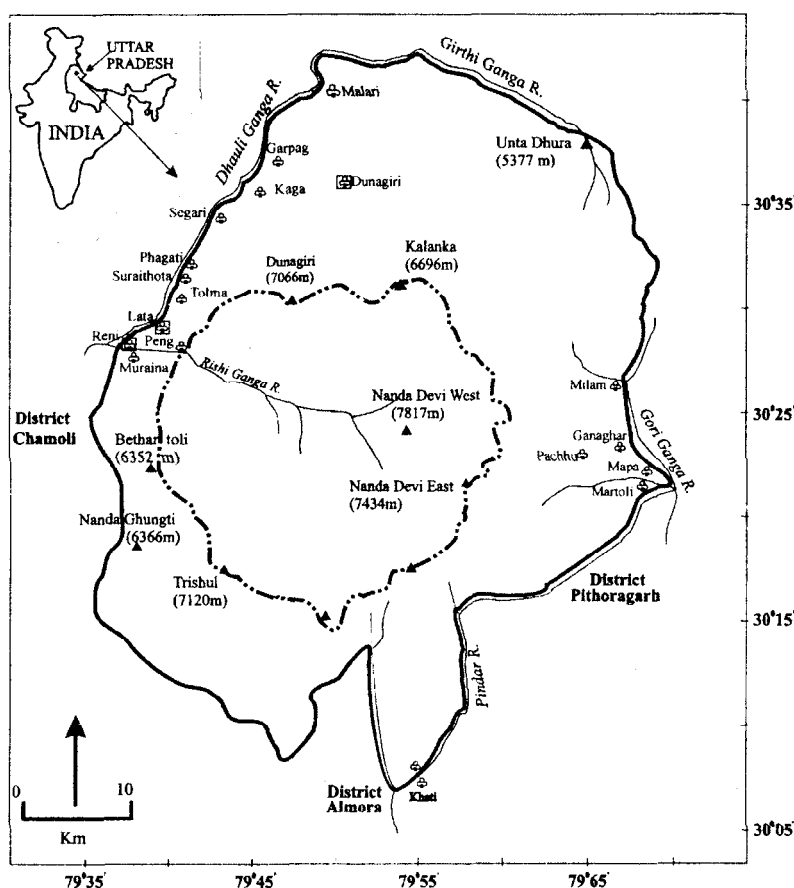 UTTAR
PRADESH
INDIA
Girthi Ganga R.
Malari
Dhauli Ganga R.
Unta Dhura
(5377 m)
Garpag
Dunagiri
Kaga
30°35'
Segari
Kalanka
(6696m)
Phagati
Dunagiri
(7066m)
Suraithota
Tolma
Lata
Reni
Peng
Rishi Ganga R.
Muraina
Milam
Nanda Devi West
(7817m)
30°25'
District
Chamoli
Gori Ganga R.
Ganaghar
Bethartoli
(6352 m)
Pachhu
Mapa
Nanda Devi East
(7434m)
Martoli
Nanda Ghungti
(6366m)
Trishul
(7120m)
District
Pithoragarh
30°15'
Pindar R.
0 10
Km
District
Almora
Khati
30°05'
79°35' 79°45' 79°55' 79°65'